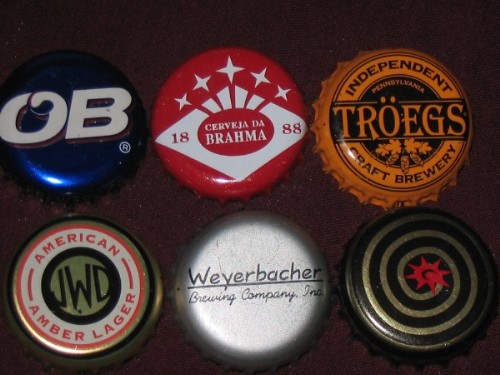 OB
®
CERVEJA DA
18 BRAHMA 88
INDEPENDENT
PENNSYLVANIA
TRÖEGS
CRAFT BREWERY
AMERICAN
JWD
AMBER LAGER
Weyerbacher
Brewing Company, Inc.